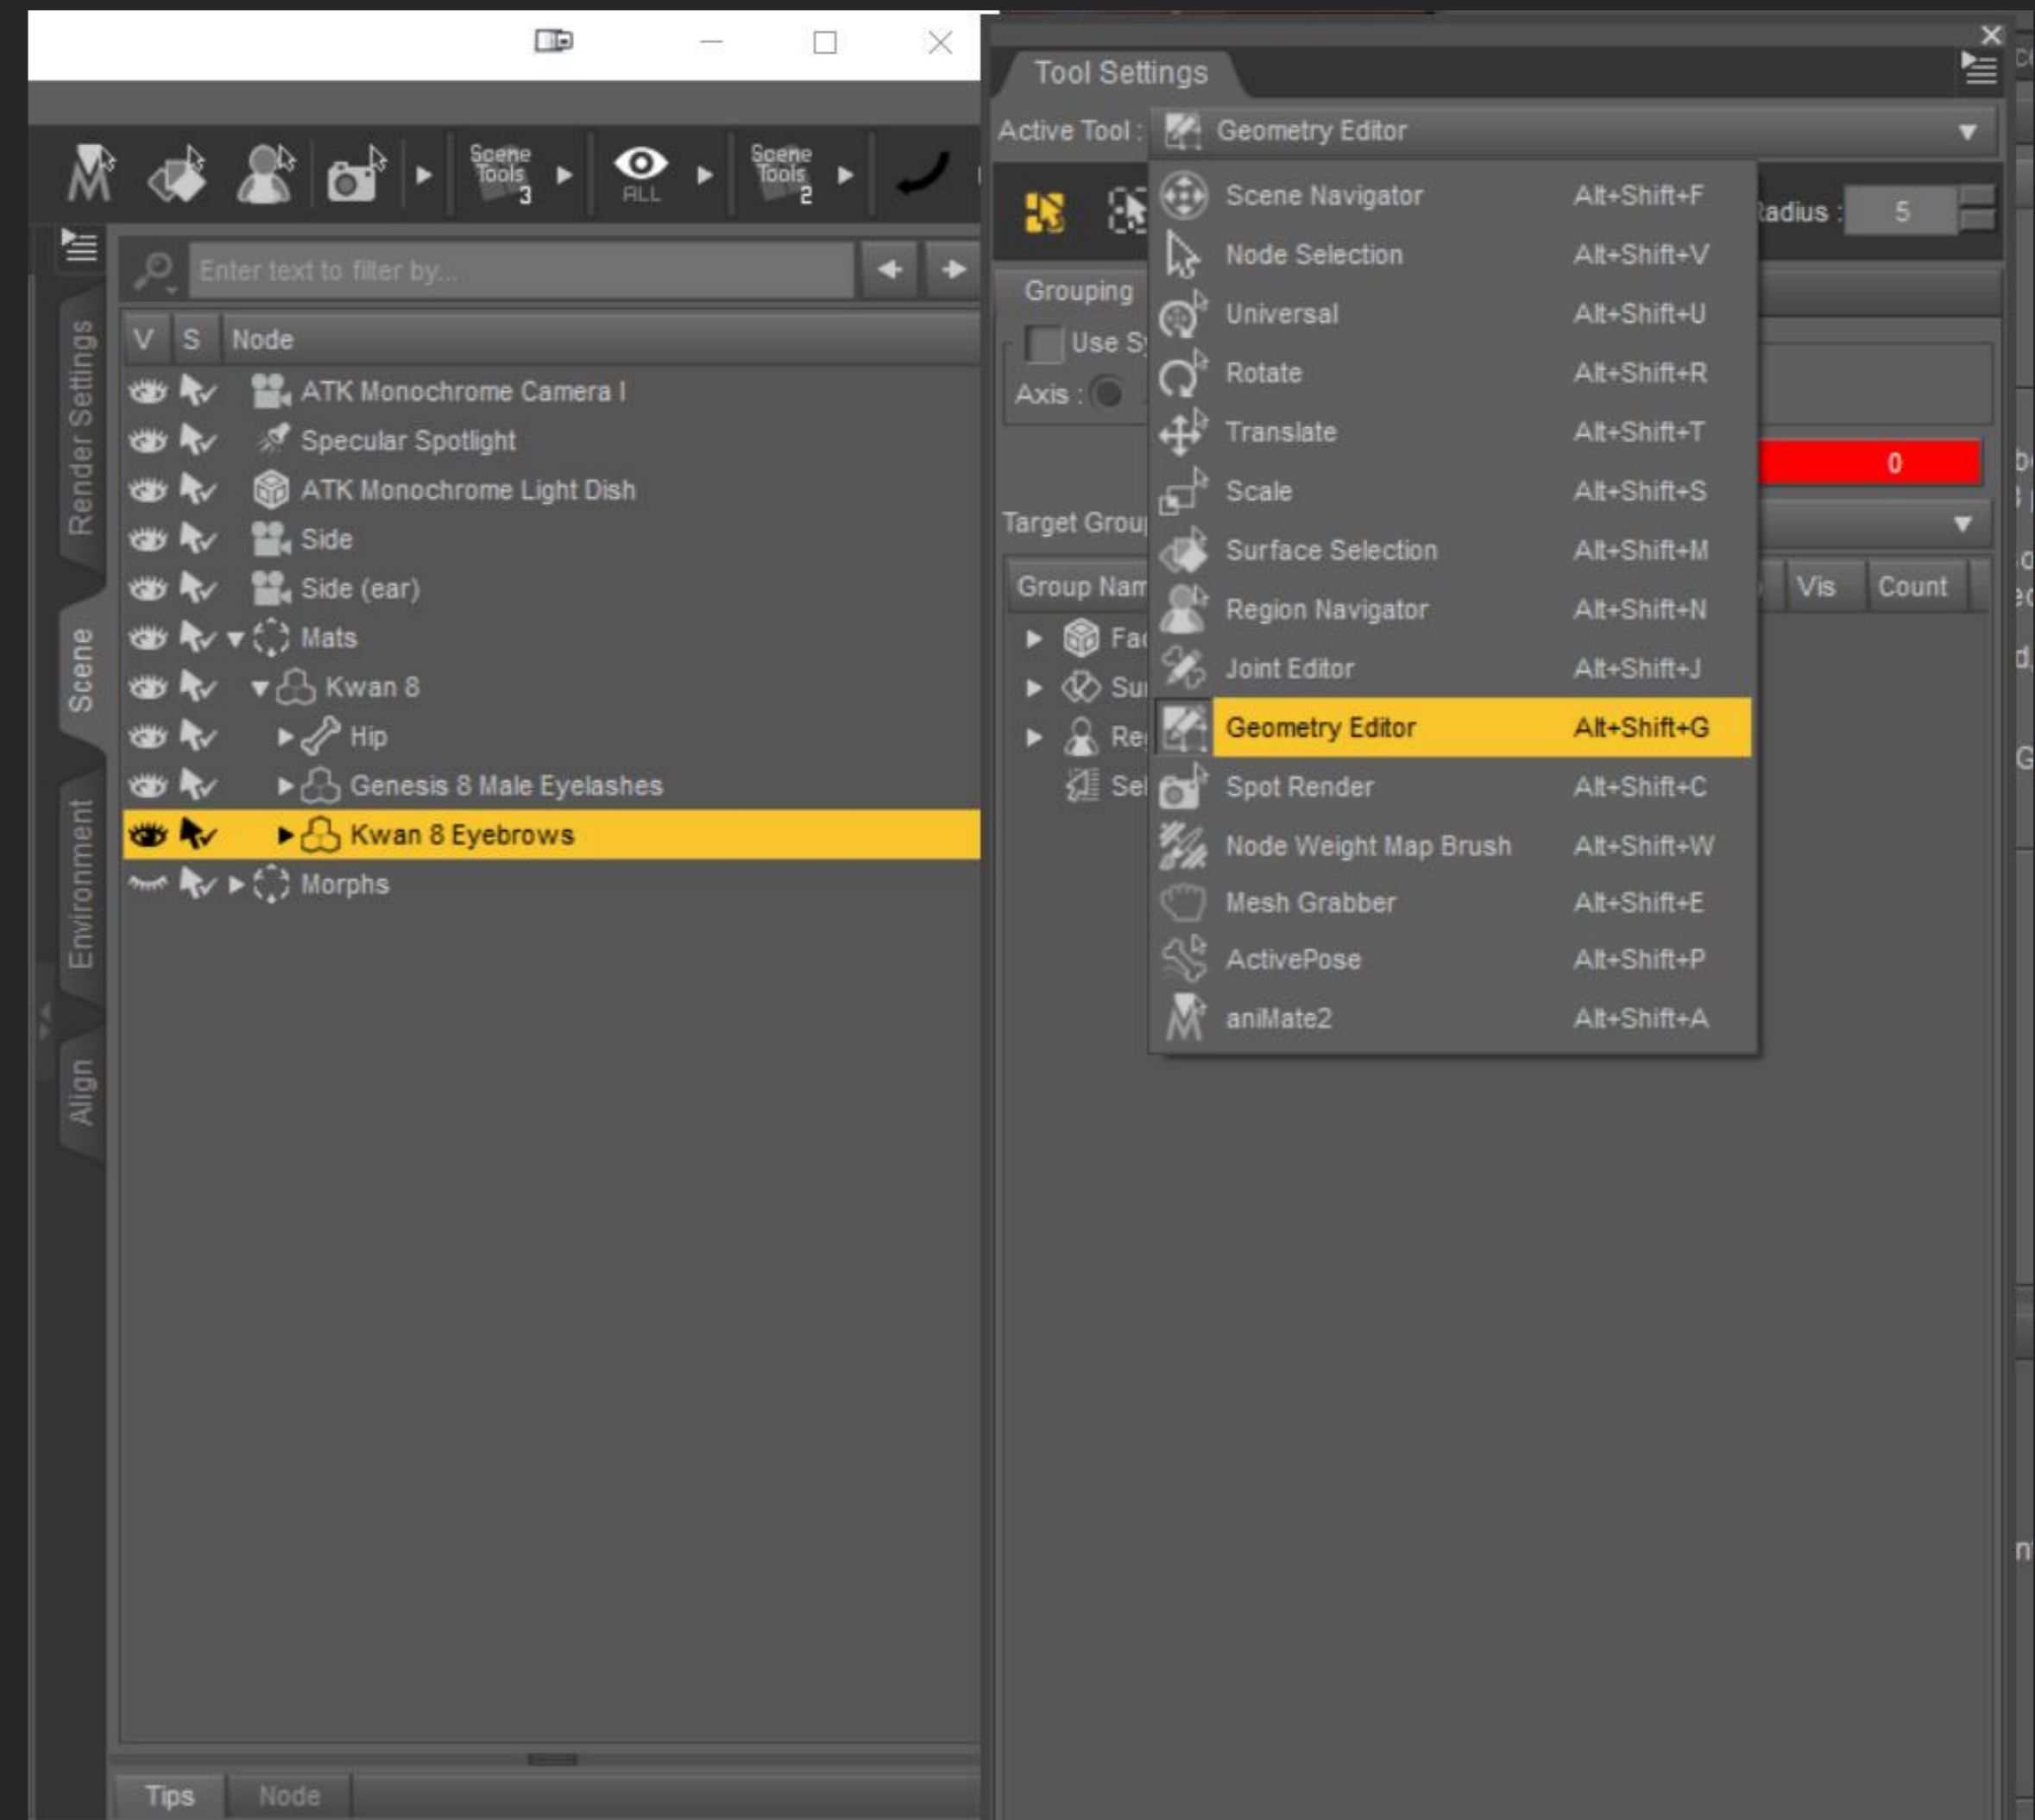 Scene Tools 3
ALL
Scene Tools 2
Enter text to filter by...
V S Node
ATK Monochrome Camera I
Specular Spotlight
ATK Monochrome Light Dish
Side
Side (ear)
Mats
Kwan 8
Hip
Genesis 8 Male Eyelashes
Kwan 8 Eyebrows
Morphs
Render Settings
Scene
Environment
Align
Tips Node
Tool Settings
Active Tool : Geometry Editor
Radius : 5
Grouping
Use
Axis :
0
Target
Group
Vis Count
Scene Navigator Alt+Shift+F
Node Selection Alt+Shift+V
Universal Alt+Shift+U
Rotate Alt+Shift+R
Translate Alt+Shift+T
Scale Alt+Shift+S
Surface Selection Alt+Shift+M
Region Navigator Alt+Shift+N
Joint Editor Alt+Shift+J
Geometry Editor Alt+Shift+G
Spot Render Alt+Shift+C
Node Weight Map Brush Alt+Shift+W
Mesh Grabber Alt+Shift+E
ActivePose Alt+Shift+P
aniMate2 Alt+Shift+A